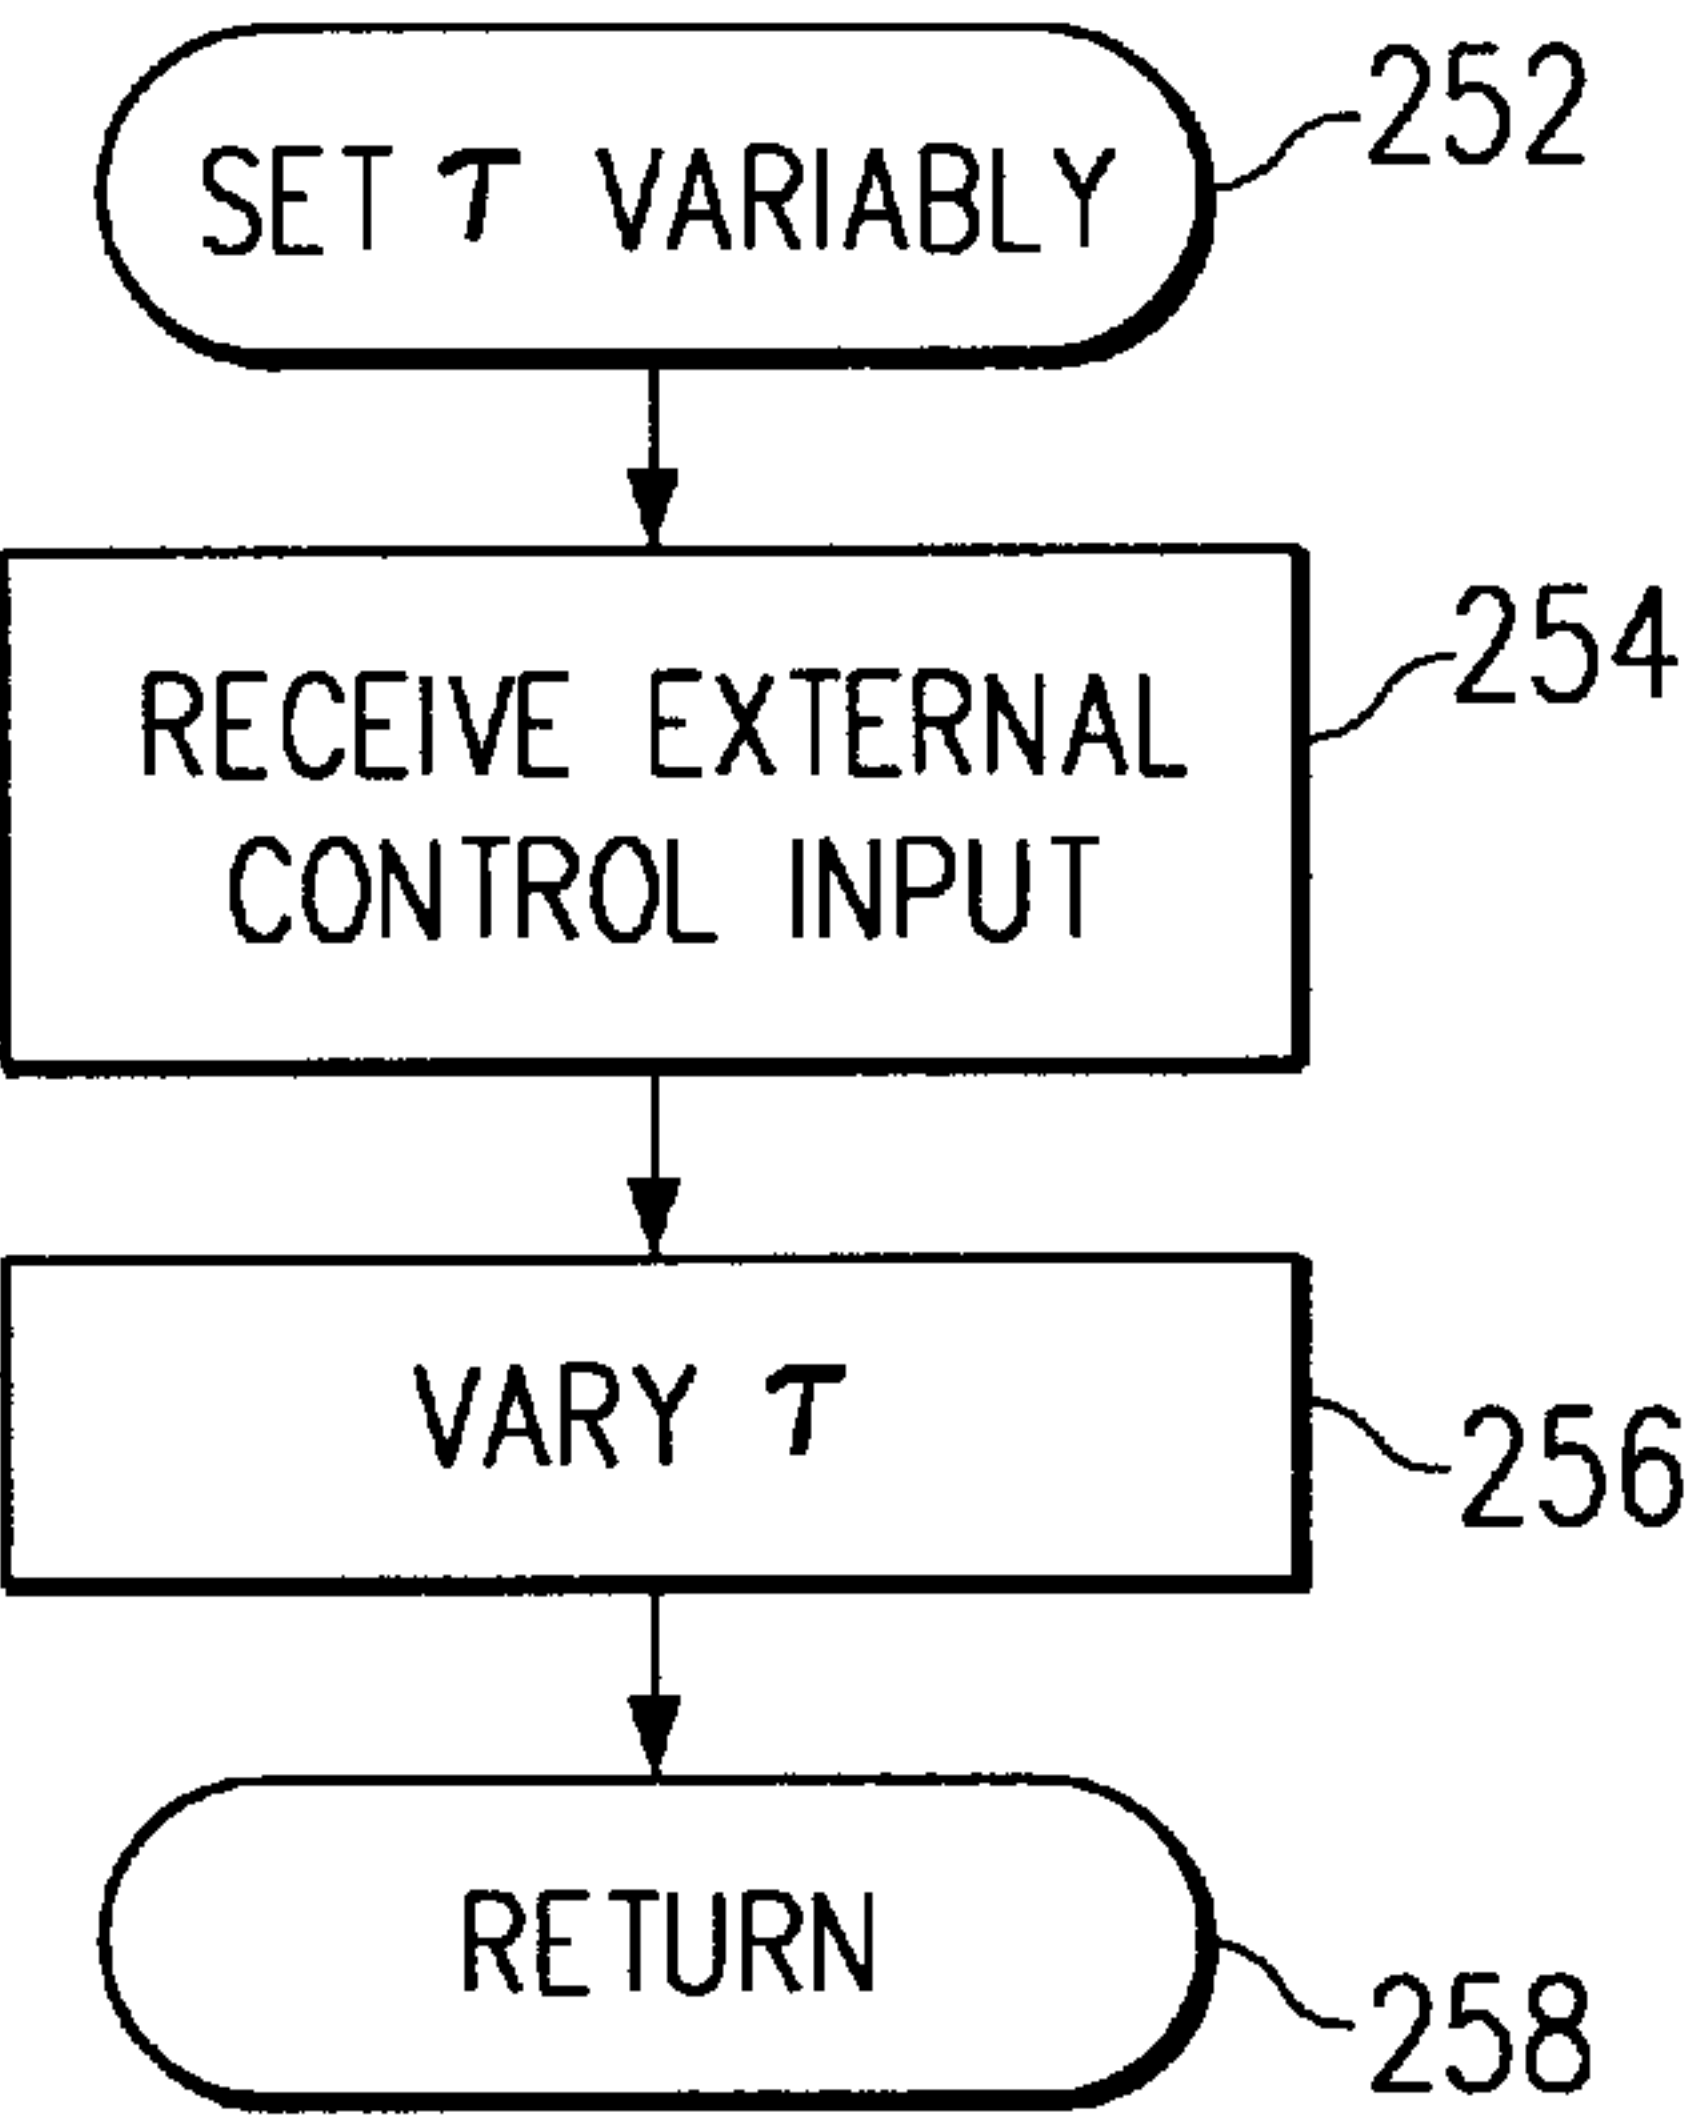 SET τ VARIABLY
252
RECEIVE EXTERNAL
CONTROL INPUT
254
VARY τ
256
RETURN
258